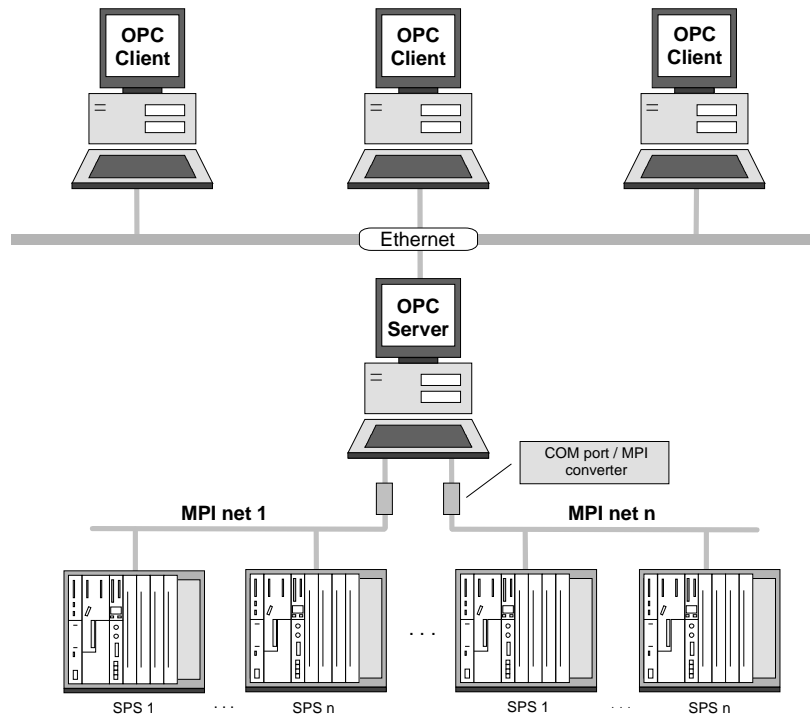 OPC
Client
OPC
Client
OPC
Client
Ethernet
OPC
Server
COM port / MPI
converter
MPI net 1
MPI net n
. . .
SPS 1
. . .
SPS n
SPS 1
. . .
SPS n